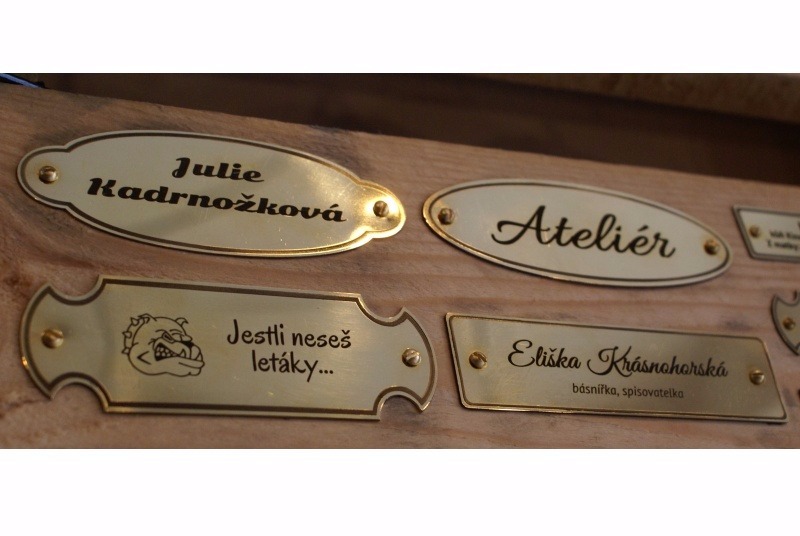 Julie
Kadrnožková
Ateliér
Jestli neseš
letáky...
Eliška Krásnohorská
básnířka, spisovatelka